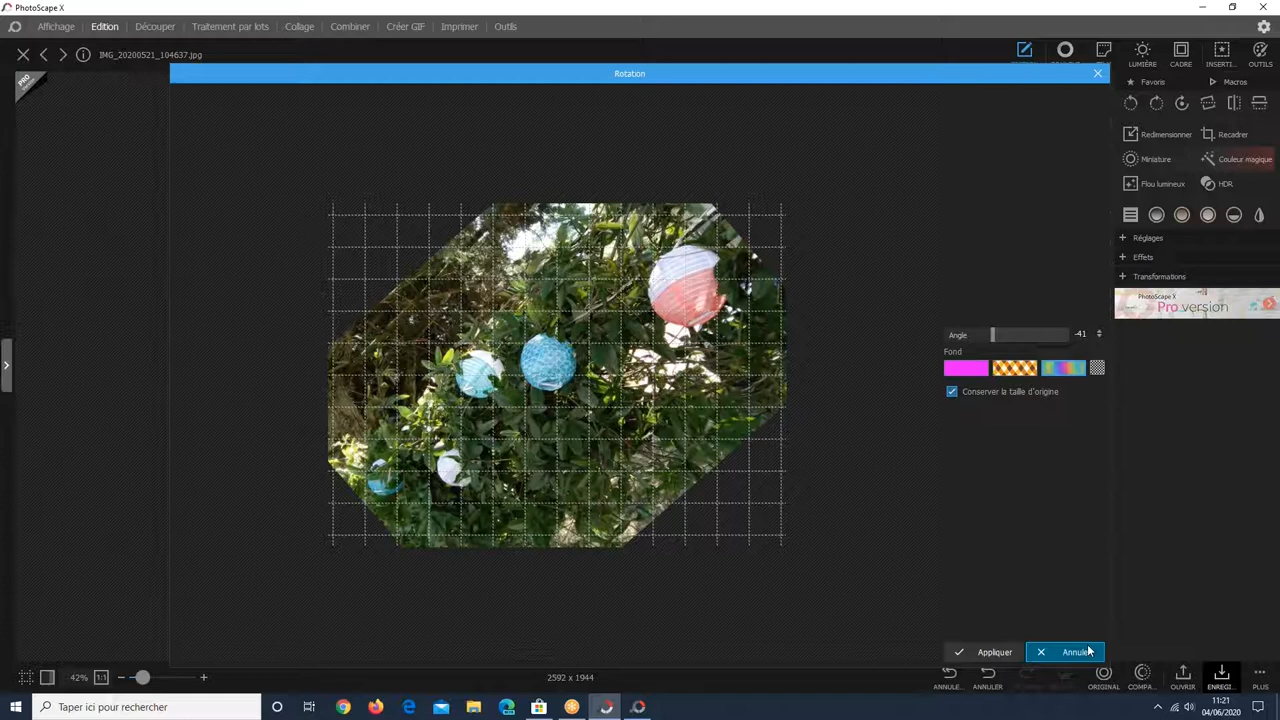 PhotoScape X
Affichage Edition Découper Traitement par lots Collage Combiner Créer GIF Imprimer Outils
IMG_20200521_104637.jpg
PRO
LUMIÈRE CADRE INSERTI... OUTILS
Rotation
Favoris Macros
Redimensionner Recadrer
Miniature Couleur magique
Flou lumineux HDR
Réglages
Effets
Transformations
PhotoScape X
Pro version
Angle -41
Fond
Conserver la taille d'origine
Appliquer Annuler
42% 1:1 2592 x 1944
ANNULE... ANNULER ORIGINAL COMPA... OUVRIR ENREGI... PLUS
Taper ici pour rechercher
11:21
04/06/2020